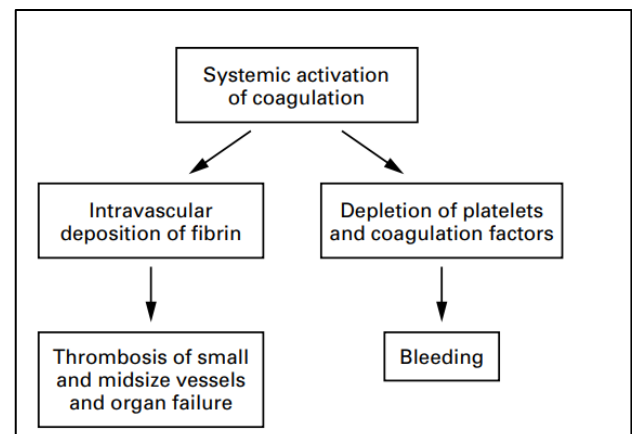 Systemic activation
of coagulation
Intravascular
deposition of fibrin
Depletion of platelets
and coagulation factors
Thrombosis of small
and midsize vessels
and organ failure
Bleeding